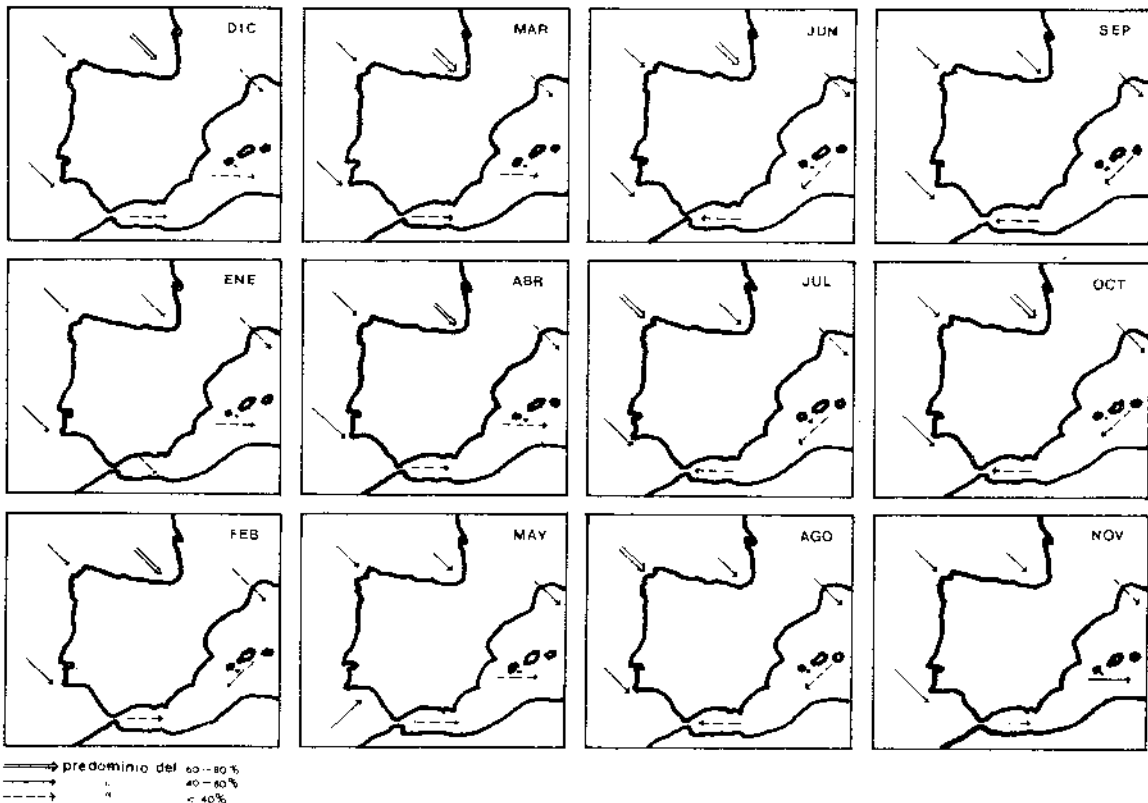 DIC
MAR
JUN
SEP
ENE
ABR
JUL
OCT
FEB
MAY
AGO
NOV
predominio del 60-80%
" 40-60%
" < 40%